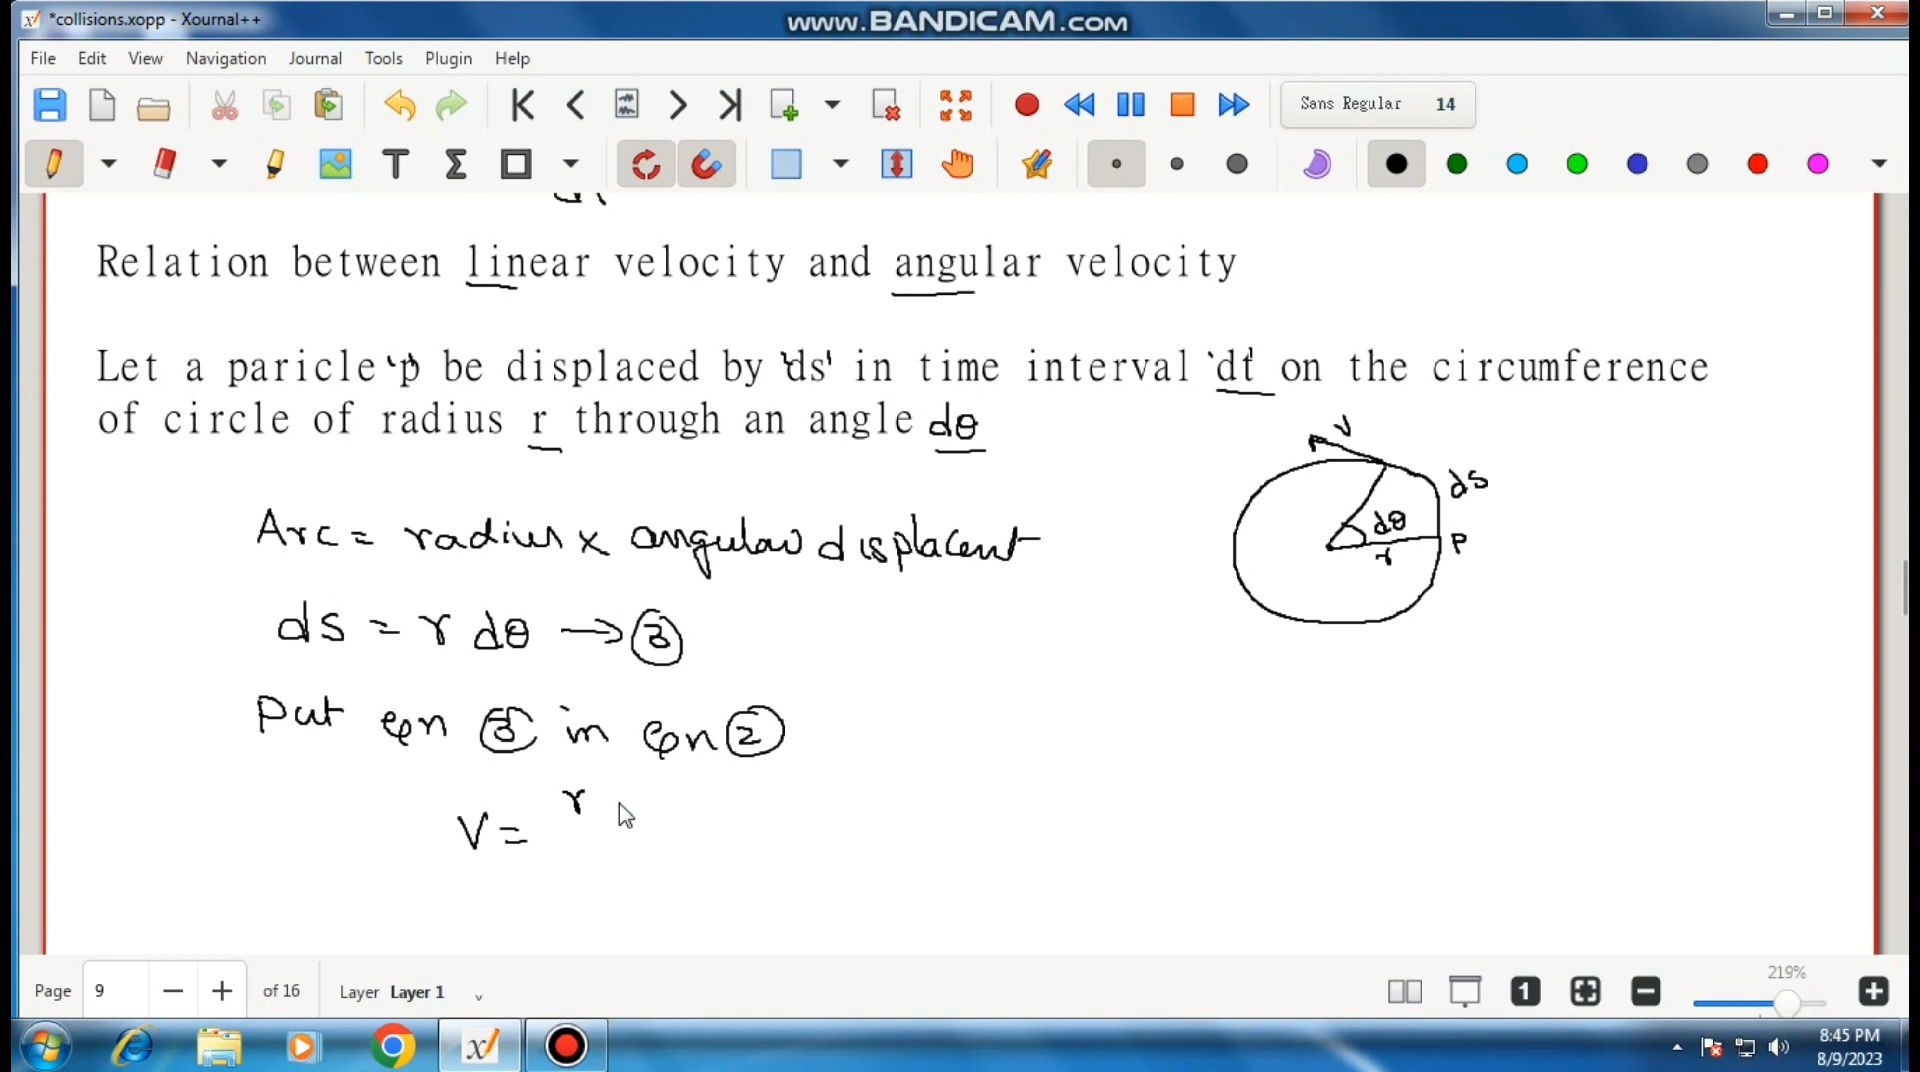 *collisions.xopp - Xournal++
www.BANDICAM.com
File Edit View Navigation Journal Tools Plugin Help
Sans Regular 14
Relation between linear velocity and angular velocity
Let a paricle 'p' be displaced by 'ds' in time interval 'dt' on the circumference
of circle of radius r through an angle dθ
V
ds
dθ
r
P
Arc = radius x angular displacent
ds = r dθ → 3
Put eqn 3 in eqn 2
r
V =
Page 9 of 16 Layer Layer 1
1
219%
8:45 PM
8/9/2023